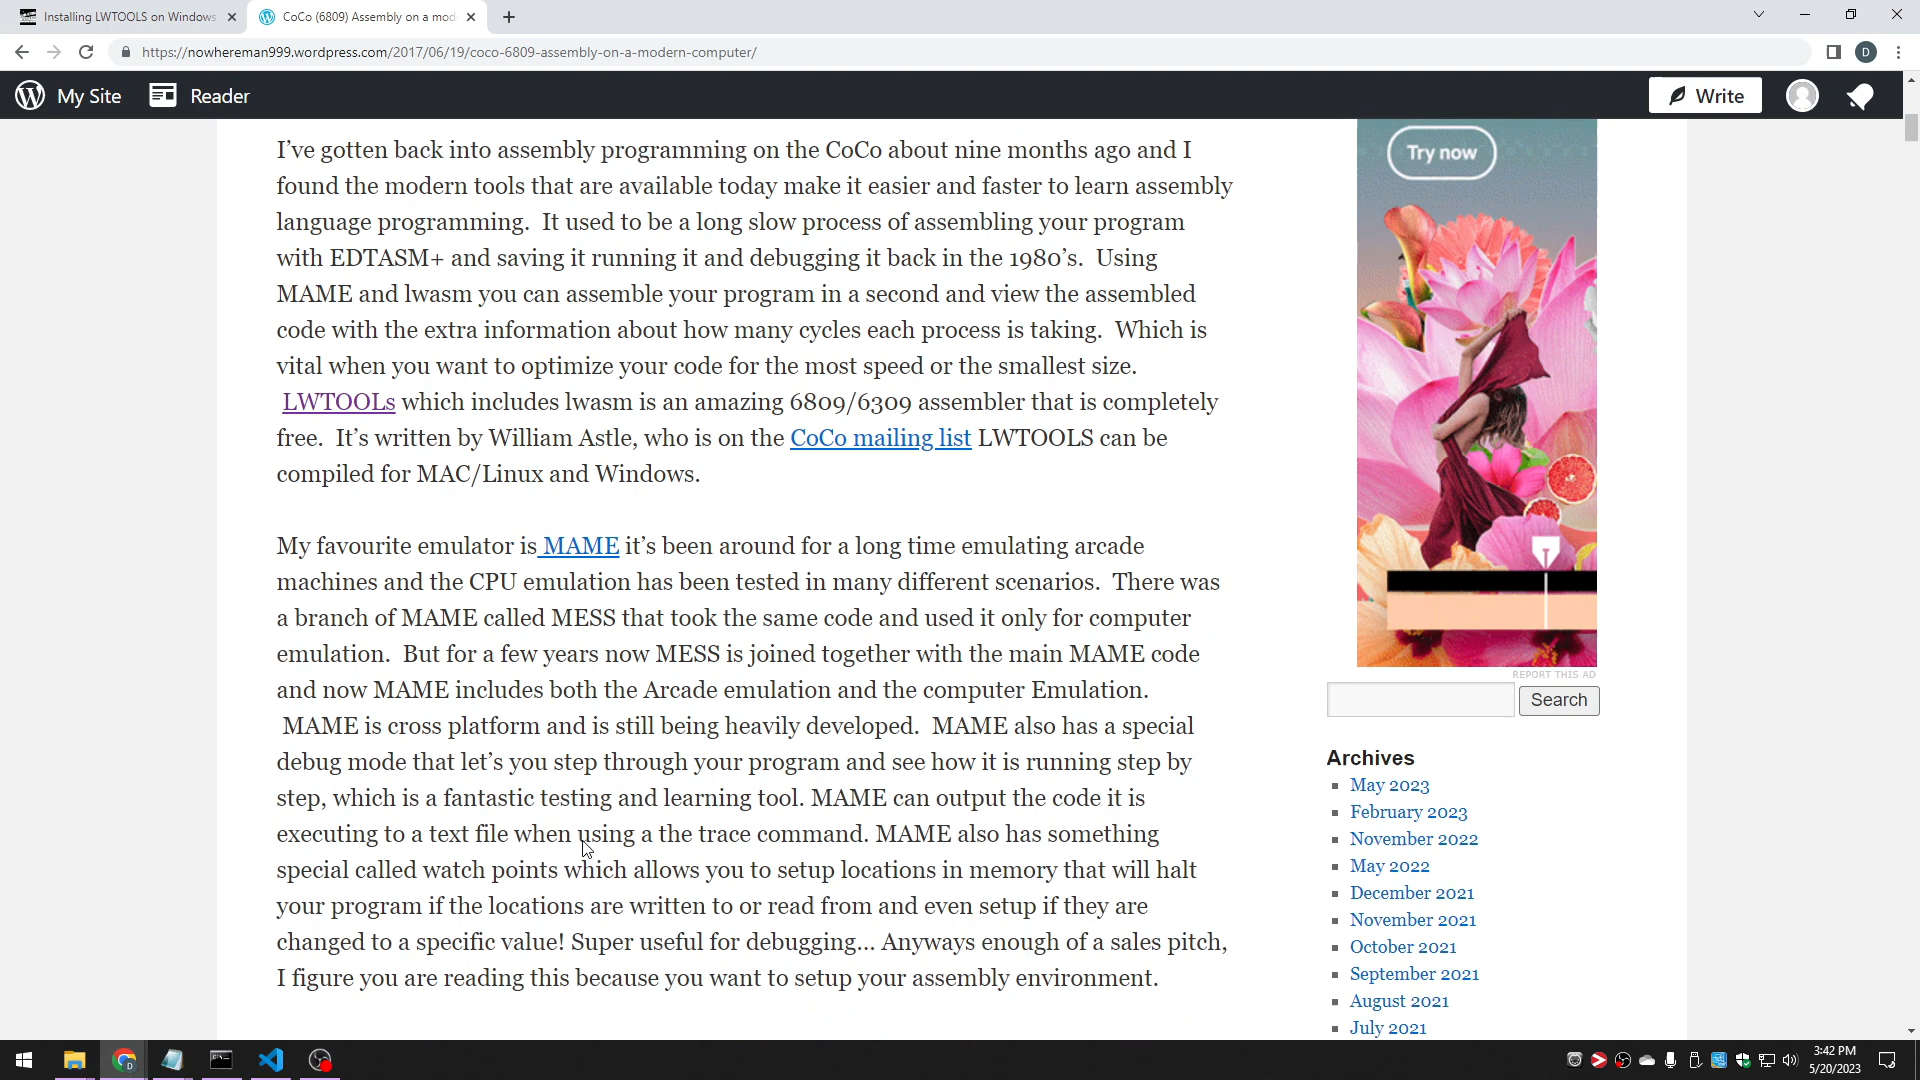 Installing LWTOOLS on Windows
CoCo (6809) Assembly on a mod
https://nowhereman999.wordpress.com/2017/06/19/coco-6809-assembly-on-a-modern-computer/
D
My Site
Reader
Write
I’ve gotten back into assembly programming on the CoCo about nine months ago and I
found the modern tools that are available today make it easier and faster to learn assembly
language programming.  It used to be a long slow process of assembling your program
with EDTASM+ and saving it running it and debugging it back in the 1980’s.  Using
MAME and lwasm you can assemble your program in a second and view the assembled
code with the extra information about how many cycles each process is taking.  Which is
vital when you want to optimize your code for the most speed or the smallest size.
LWTOOLs which includes lwasm is an amazing 6809/6309 assembler that is completely
free.  It’s written by William Astle, who is on the CoCo mailing list LWTOOLS can be
compiled for MAC/Linux and Windows.
My favourite emulator is MAME it’s been around for a long time emulating arcade
machines and the CPU emulation has been tested in many different scenarios.  There was
a branch of MAME called MESS that took the same code and used it only for computer
emulation.  But for a few years now MESS is joined together with the main MAME code
and now MAME includes both the Arcade emulation and the computer Emulation.
MAME is cross platform and is still being heavily developed.  MAME also has a special
debug mode that let’s you step through your program and see how it is running step by
step, which is a fantastic testing and learning tool. MAME can output the code it is
executing to a text file when using a the trace command. MAME also has something
special called watch points which allows you to setup locations in memory that will halt
your program if the locations are written to or read from and even setup if they are
changed to a specific value! Super useful for debugging… Anyways enough of a sales pitch,
I figure you are reading this because you want to setup your assembly environment.
Try now
REPORT THIS AD
Search
Archives
May 2023
February 2023
November 2022
May 2022
December 2021
November 2021
October 2021
September 2021
August 2021
July 2021
3:42 PM
5/20/2023